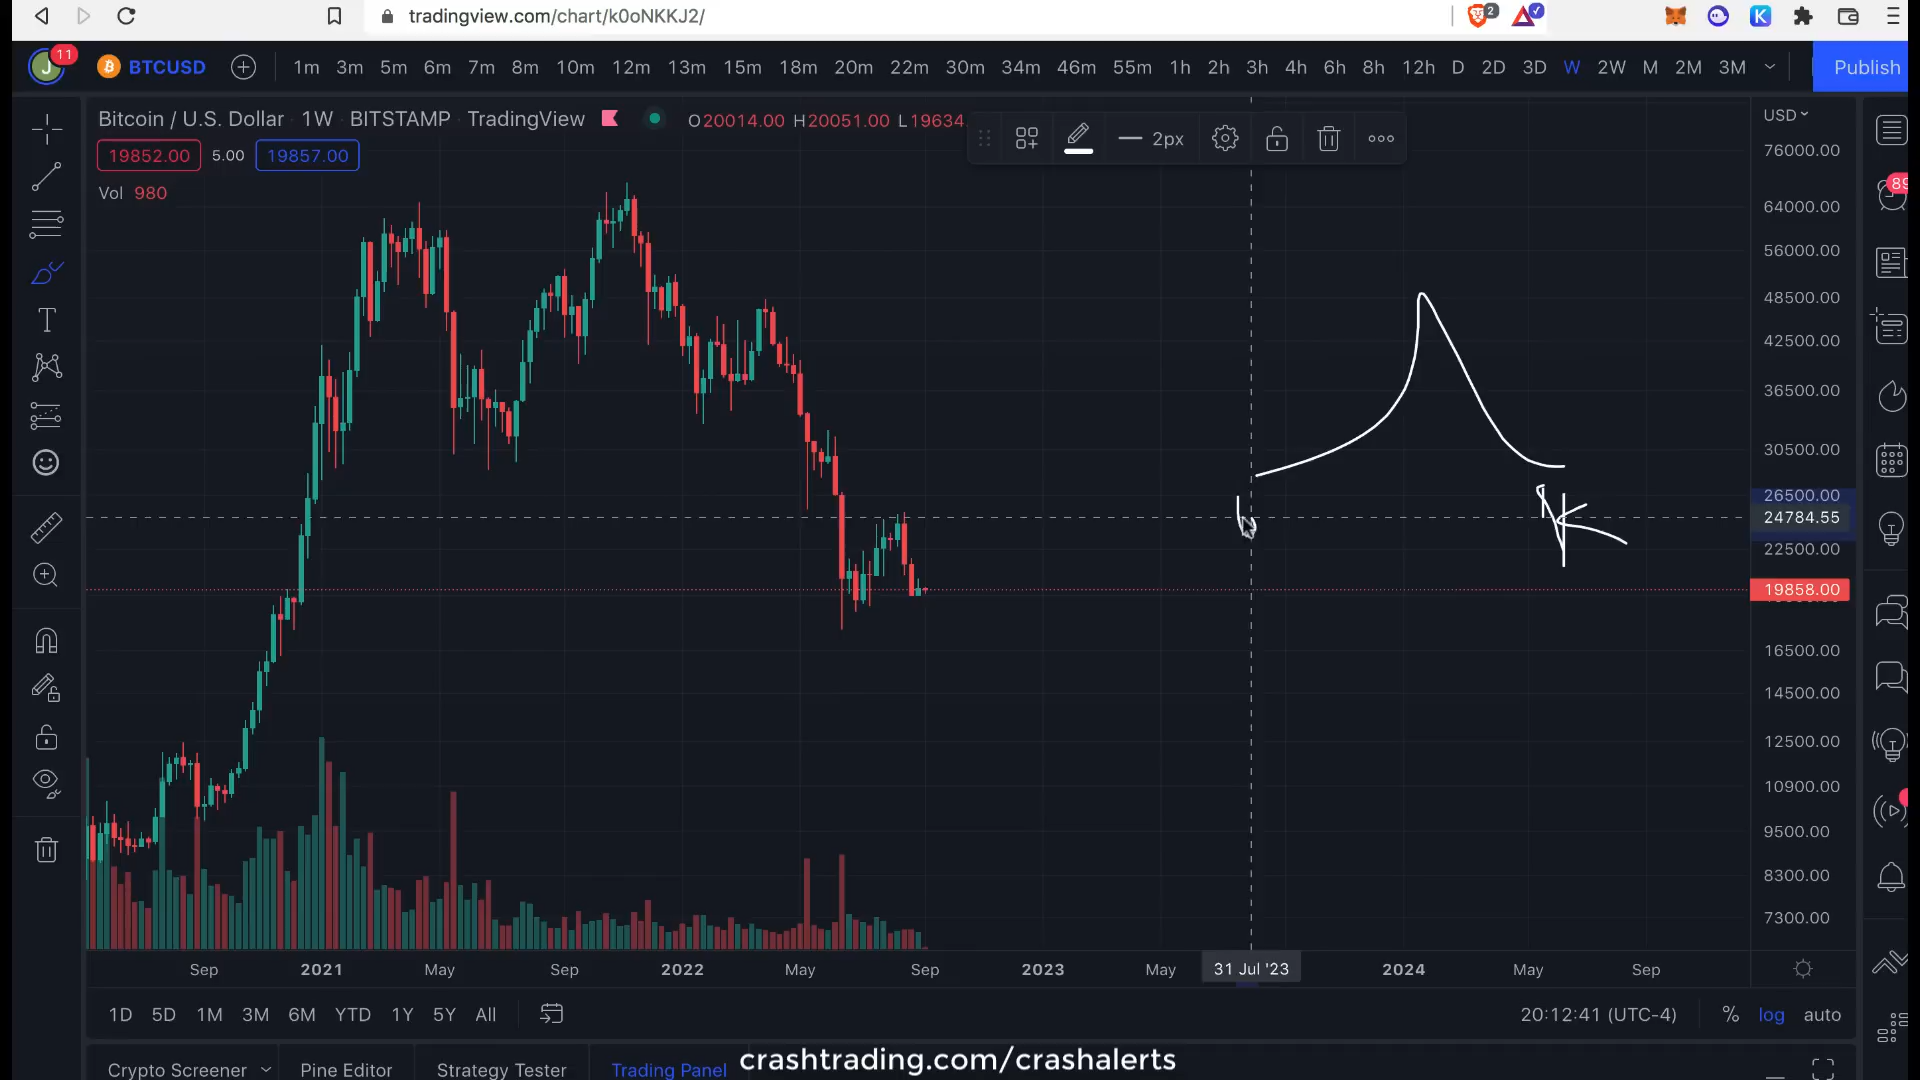 tradingview.com/chart/k0oNKKJ2/
2
J 11 BTCUSD 1m 3m 5m 6m 7m 8m 10m 12m 13m 15m 18m 20m 22m 30m 34m 46m 55m 1h 2h 3h 4h 6h 8h 12h D 2D 3D W 2W M 2M 3M Publish
Bitcoin / U.S. Dollar · 1W · BITSTAMP · TradingView O20014.00 H20051.00 L19634. USD
2px
19852.00 5.00 19857.00
76000.00
Vol 980
89
64000.00
56000.00
48500.00
42500.00
36500.00
30500.00
26500.00
24784.55
22500.00
19858.00
16500.00
14500.00
12500.00
10900.00
9500.00
8300.00
7300.00
Sep 2021 May Sep 2022 May Sep 2023 May 31 Jul '23 2024 May Sep
1D 5D 1M 3M 6M YTD 1Y 5Y All 20:12:41 (UTC-4) % log auto
Crypto Screener Pine Editor Strategy Tester Trading Panel
crashtrading.com/crashalerts